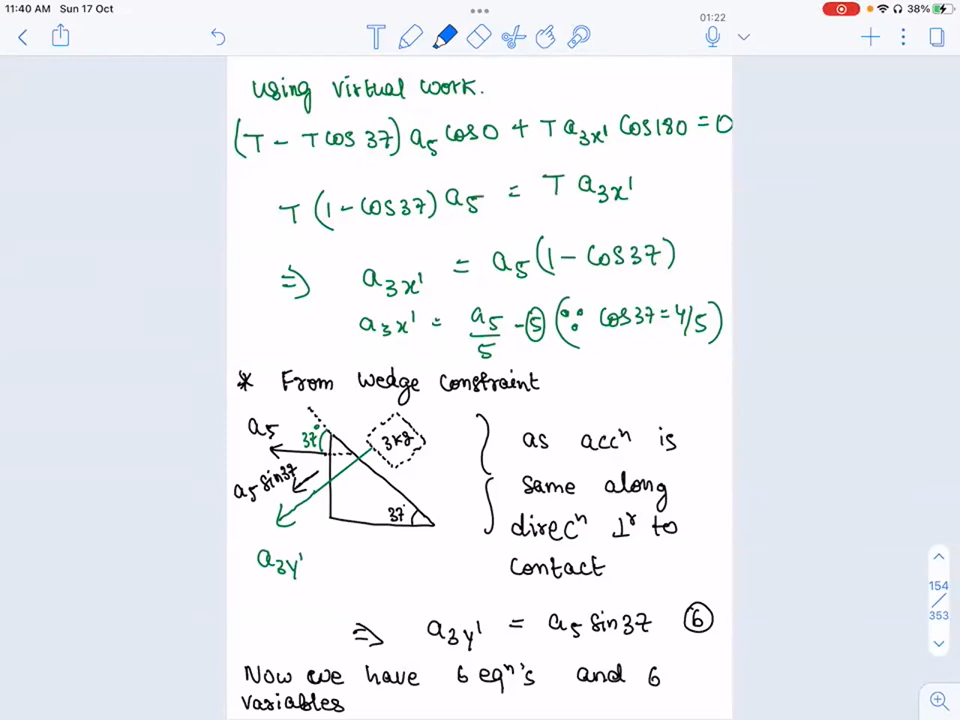 11:40 AM Sun 17 Oct
38%
01:22
using virtual work.
(T - T cos 37) a5 cos 0 + T a3x' cos 180 = 0
T (1 - cos 37) a5 = T a3x'
⇒ a3x' = a5 (1 - cos 37)
a3x' = a5/5 - ⑤ (∵ cos 37 = 4/5)
* From wedge constraint
a5
37°
3kg
a5 sin 37
37°
a3y'
as accⁿ is
same along
direcⁿ ⊥ʳ to
contact
⇒ a3y' = a5 sin 37 ⑥
Now we have 6 eqⁿ's and 6
variables
154
/
353